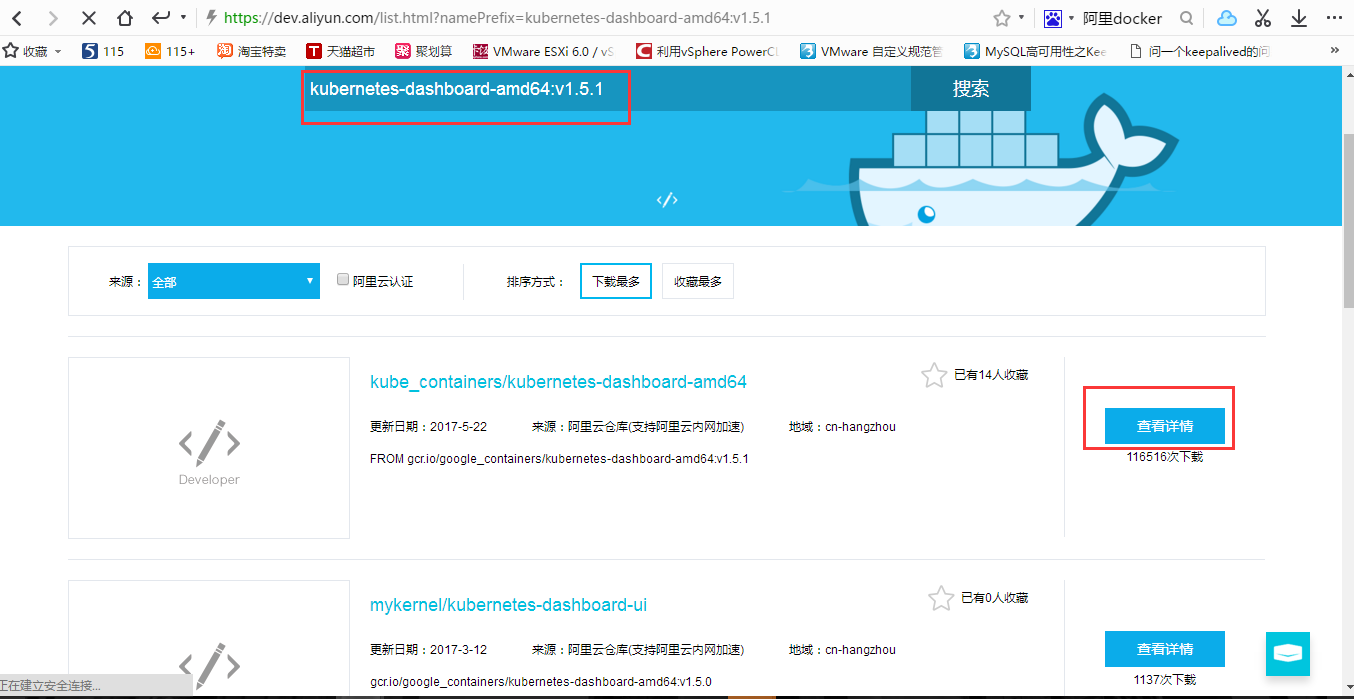 https://dev.aliyun.com/list.html?namePrefix=kubernetes-dashboard-amd64:v1.5.1
阿里docker
收藏 115 115+ 淘宝特卖 天猫超市 聚划算 VMware ESXi 6.0 / vS 利用vSphere PowerCL VMware 自定义规范管 MySQL高可用性之Kee 问一个keepalived的问
kubernetes-dashboard-amd64:v1.5.1
搜索
来源： 全部 阿里云认证 排序方式： 下载最多 收藏最多
kube_containers/kubernetes-dashboard-amd64
已有14人收藏
更新日期：2017-5-22 来源：阿里云仓库(支持阿里云内网加速) 地域：cn-hangzhou
查看详情
FROM gcr.io/google_containers/kubernetes-dashboard-amd64:v1.5.1
116516次下载
Developer
mykernel/kubernetes-dashboard-ui
已有0人收藏
更新日期：2017-3-12 来源：阿里云仓库(支持阿里云内网加速) 地域：cn-hangzhou
查看详情
gcr.io/google_containers/kubernetes-dashboard-amd64:v1.5.0
1137次下载
正在建立安全连接...